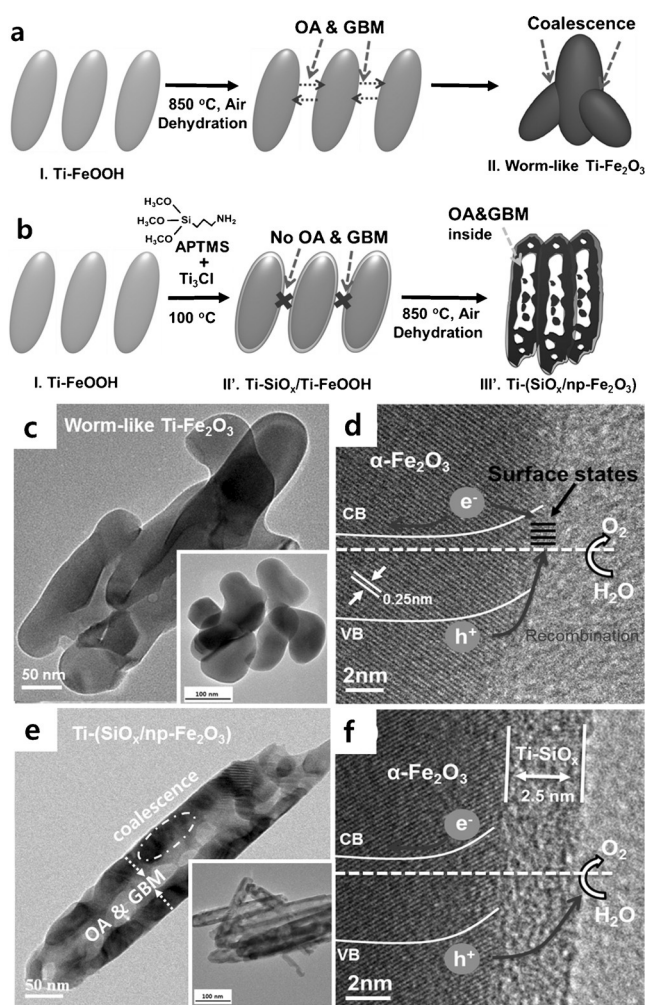 a
OA & GBM
Coalescence
850 °C, Air
Dehydration
I. Ti-FeOOH
II. Worm-like Ti-Fe₂O₃
b
H₃CO
H₃CO Si NH₂
H₃CO
APTMS
+
Ti₃Cl
100 °C
No OA & GBM
OA&GBM
inside
850 °C, Air
Dehydration
I. Ti-FeOOH
II'. Ti-SiOₓ/Ti-FeOOH
III'. Ti-(SiOₓ/np-Fe₂O₃)
c
Worm-like Ti-Fe₂O₃
50 nm
100 nm
d
α-Fe₂O₃
Surface states
e⁻
CB
O₂
H₂O
0.25nm
VB
h⁺
Recombination
2nm
e
Ti-(SiOₓ/np-Fe₂O₃)
coalescence
OA & GBM
50 nm
100 nm
f
Ti-SiOₓ
α-Fe₂O₃
2.5 nm
e⁻
CB
O₂
H₂O
VB
h⁺
2nm